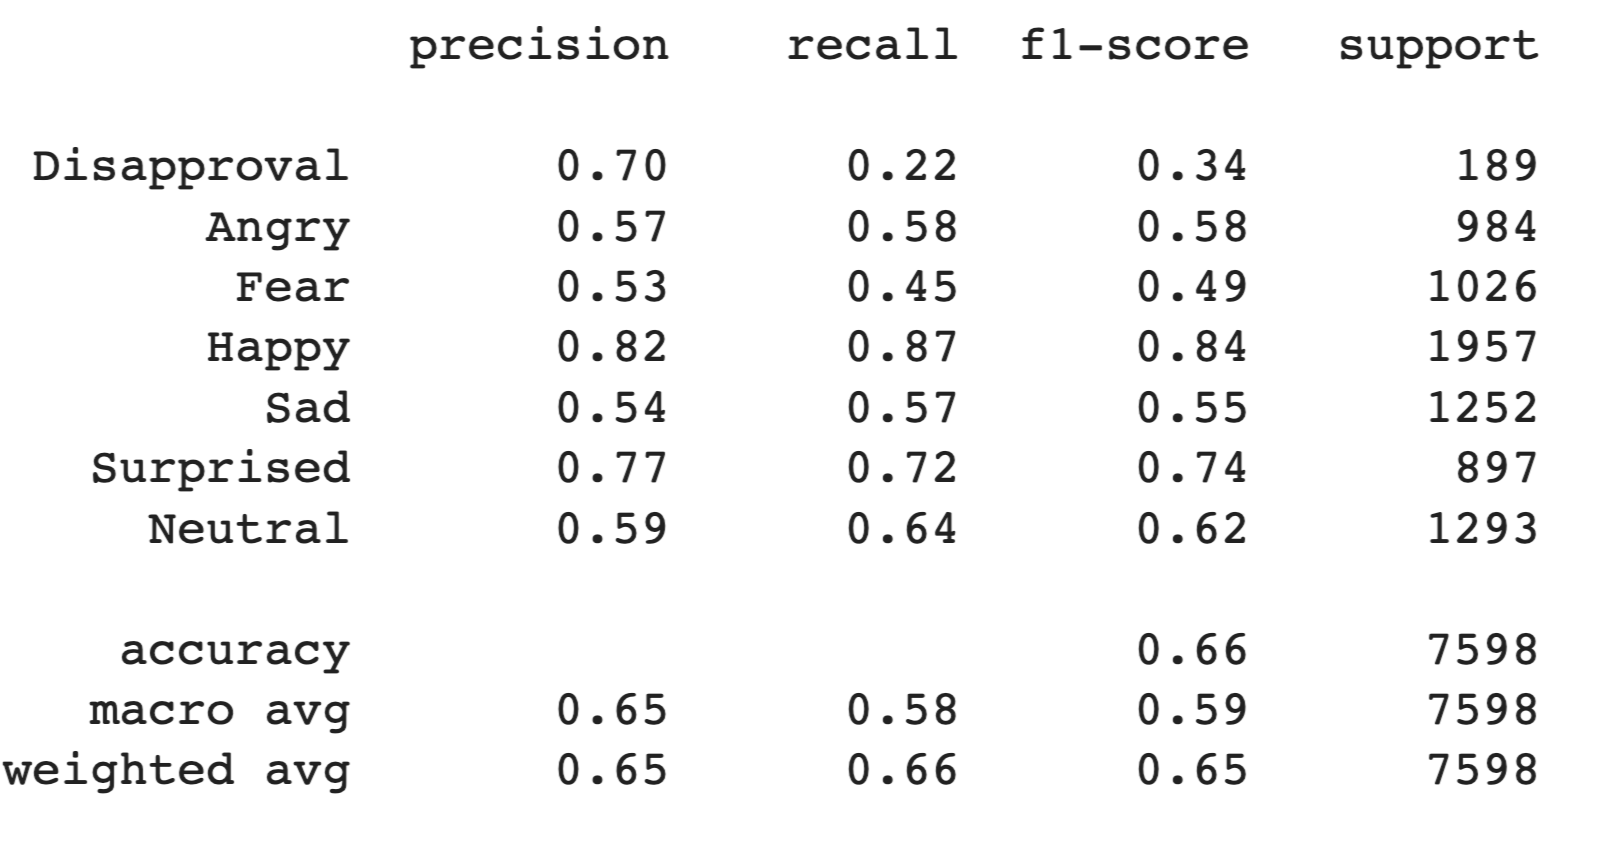 precision recall f1-score support
Disapproval 0.70 0.22 0.34 189
Angry 0.57 0.58 0.58 984
Fear 0.53 0.45 0.49 1026
Happy 0.82 0.87 0.84 1957
Sad 0.54 0.57 0.55 1252
Surprised 0.77 0.72 0.74 897
Neutral 0.59 0.64 0.62 1293
accuracy 0.66 7598
macro avg 0.65 0.58 0.59 7598
weighted avg 0.65 0.66 0.65 7598